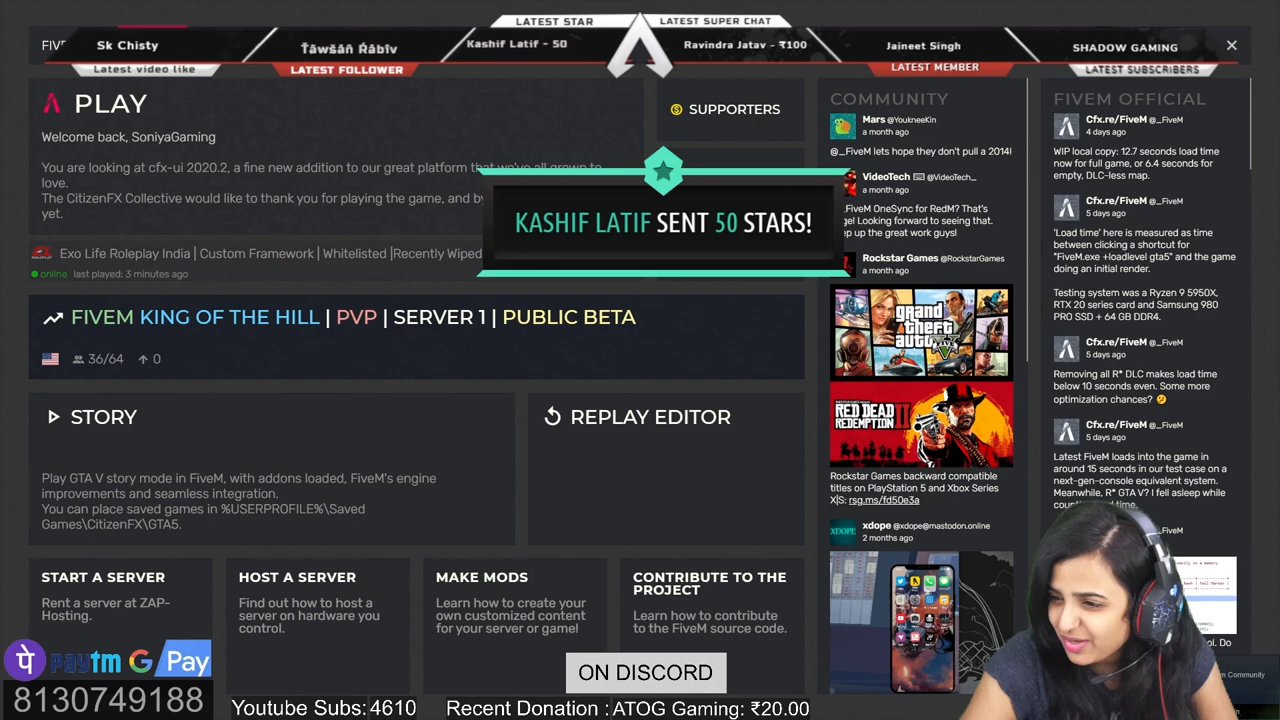 LATEST STAR
LATEST SUPER CHAT
Sk Chisty
Ťãwšâñ Řâbîv
Kashif Latif - 50
Ravindra Jatav - ₹100
Jaineet Singh
SHADOW GAMING
Latest video like
LATEST FOLLOWER
LATEST MEMBER
LATEST SUBSCRIBERS
PLAY
Welcome back, SoniyaGaming
You are looking at cfx-ui 2020.2, a fine new addition to our great platform that we've all grown to
love.
The CitizenFX Collective would like to thank you for playing the game, and
yet.
SUPPORTERS
KASHIF LATIF SENT 50 STARS!
Exo Life Roleplay India | Custom Framework | Whitelisted |Recently Wiped
online last played: 3 minutes ago
FIVEM KING OF THE HILL | PVP | SERVER 1 | PUBLIC BETA
36/64 0
STORY
Play GTA V story mode in FiveM, with addons loaded, FiveM's engine
improvements and seamless integration.
You can place saved games in %USERPROFILE%\Saved
Games\CitizenFX\GTA5.
REPLAY EDITOR
START A SERVER
Rent a server at ZAP-
Hosting.
HOST A SERVER
Find out how to host a
server on hardware you
control.
MAKE MODS
Learn how to create your
own customized content
for your server or game!
CONTRIBUTE TO THE
PROJECT
Learn how to contribute
to the FiveM source code.
COMMUNITY
Mars @YoukneeKin
a month ago
@_FiveM lets hope they don't pull a 2014!
VideoTech @VideoTech_
a month ago
FiveM OneSync for RedM? That's
Looking forward to seeing that.
up the great work guys!
Rockstar Games @RockstarGames
a month ago
grand
theft
auto V
RED DEAD
REDEMPTION II
Rockstar Games backward compatible
titles on PlayStation 5 and Xbox Series
X|S: rsg.ms/fd50e3a
XDOPE
xdope @xdope@mastodon.online
2 months ago
FIVEM OFFICIAL
Cfx.re/FiveM @_FiveM
4 days ago
WIP local copy: 12.7 seconds load time
now for full game, or 6.4 seconds for
empty, DLC-less map.
Cfx.re/FiveM @_FiveM
5 days ago
'Load time' here is measured as time
between clicking a shortcut for
"FiveM.exe +loadlevel gta5" and the game
doing an initial render.
Testing system was a Ryzen 9 5950X,
RTX 20 series card and Samsung 980
PRO SSD + 64 GB DDR4.
Cfx.re/FiveM @_FiveM
5 days ago
Removing all R* DLC makes load time
below 10 seconds even. Some more
optimization chances?
Cfx.re/FiveM @_FiveM
5 days ago
Latest FiveM loads into the game in
around 15 seconds in our test case on a
next-gen-console equivalent system.
Meanwhile, R* GTA V? I fell asleep while
time.
Do
Community
पे paytm G Pay
8130749188
Youtube Subs: 4610
ON DISCORD
Recent Donation : ATOG Gaming: ₹20.00